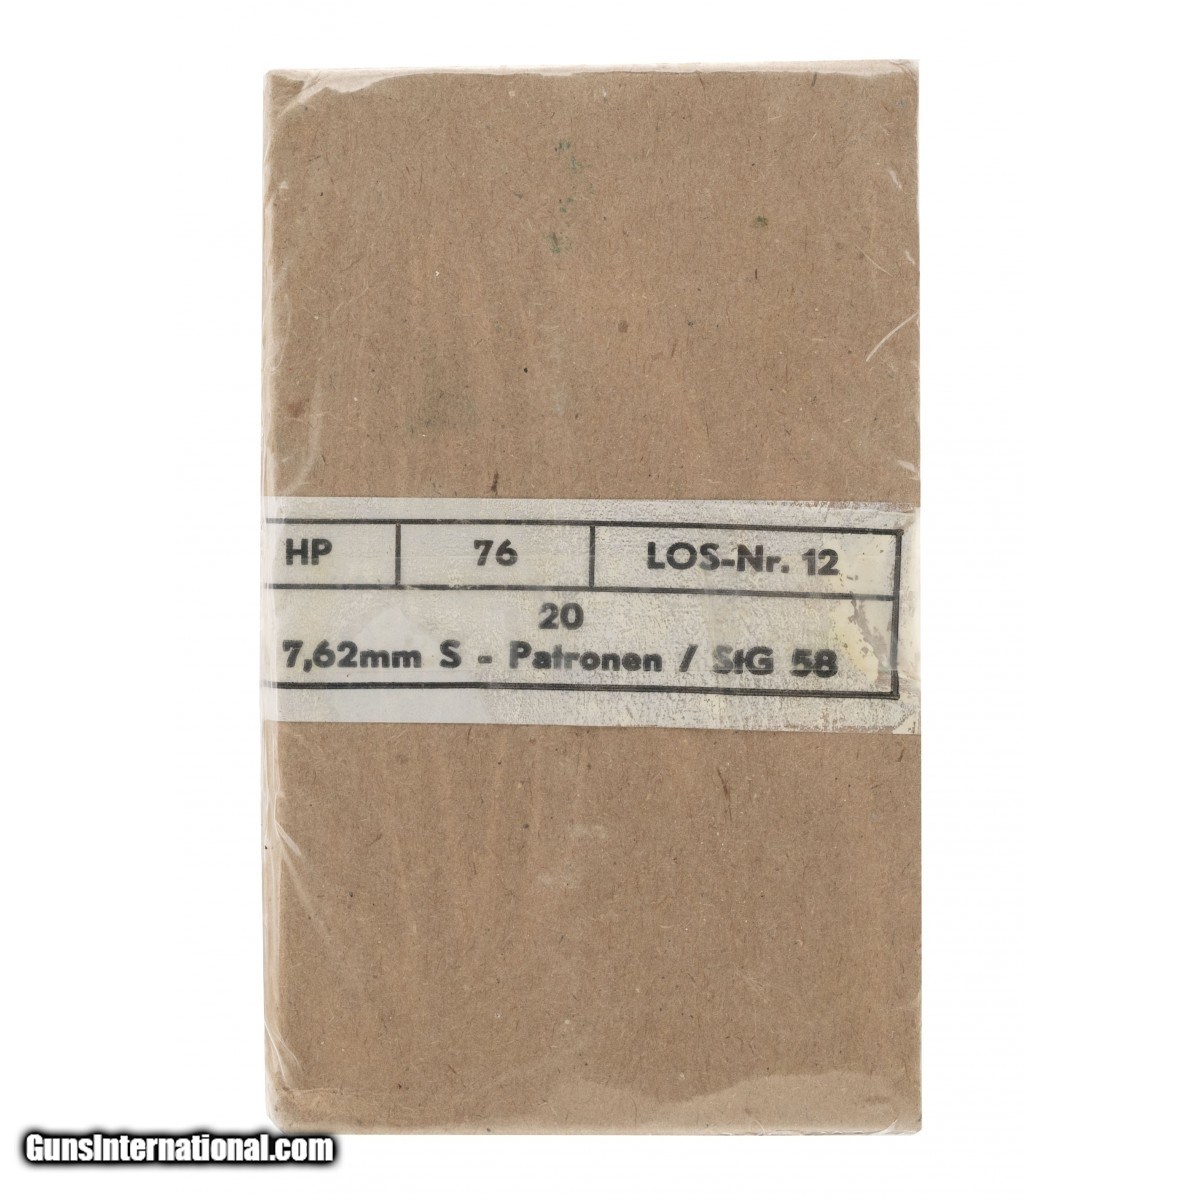 HP 76 LOS-Nr. 12
20
7,62mm S - Patronen / StG 58
GunsInternational.com